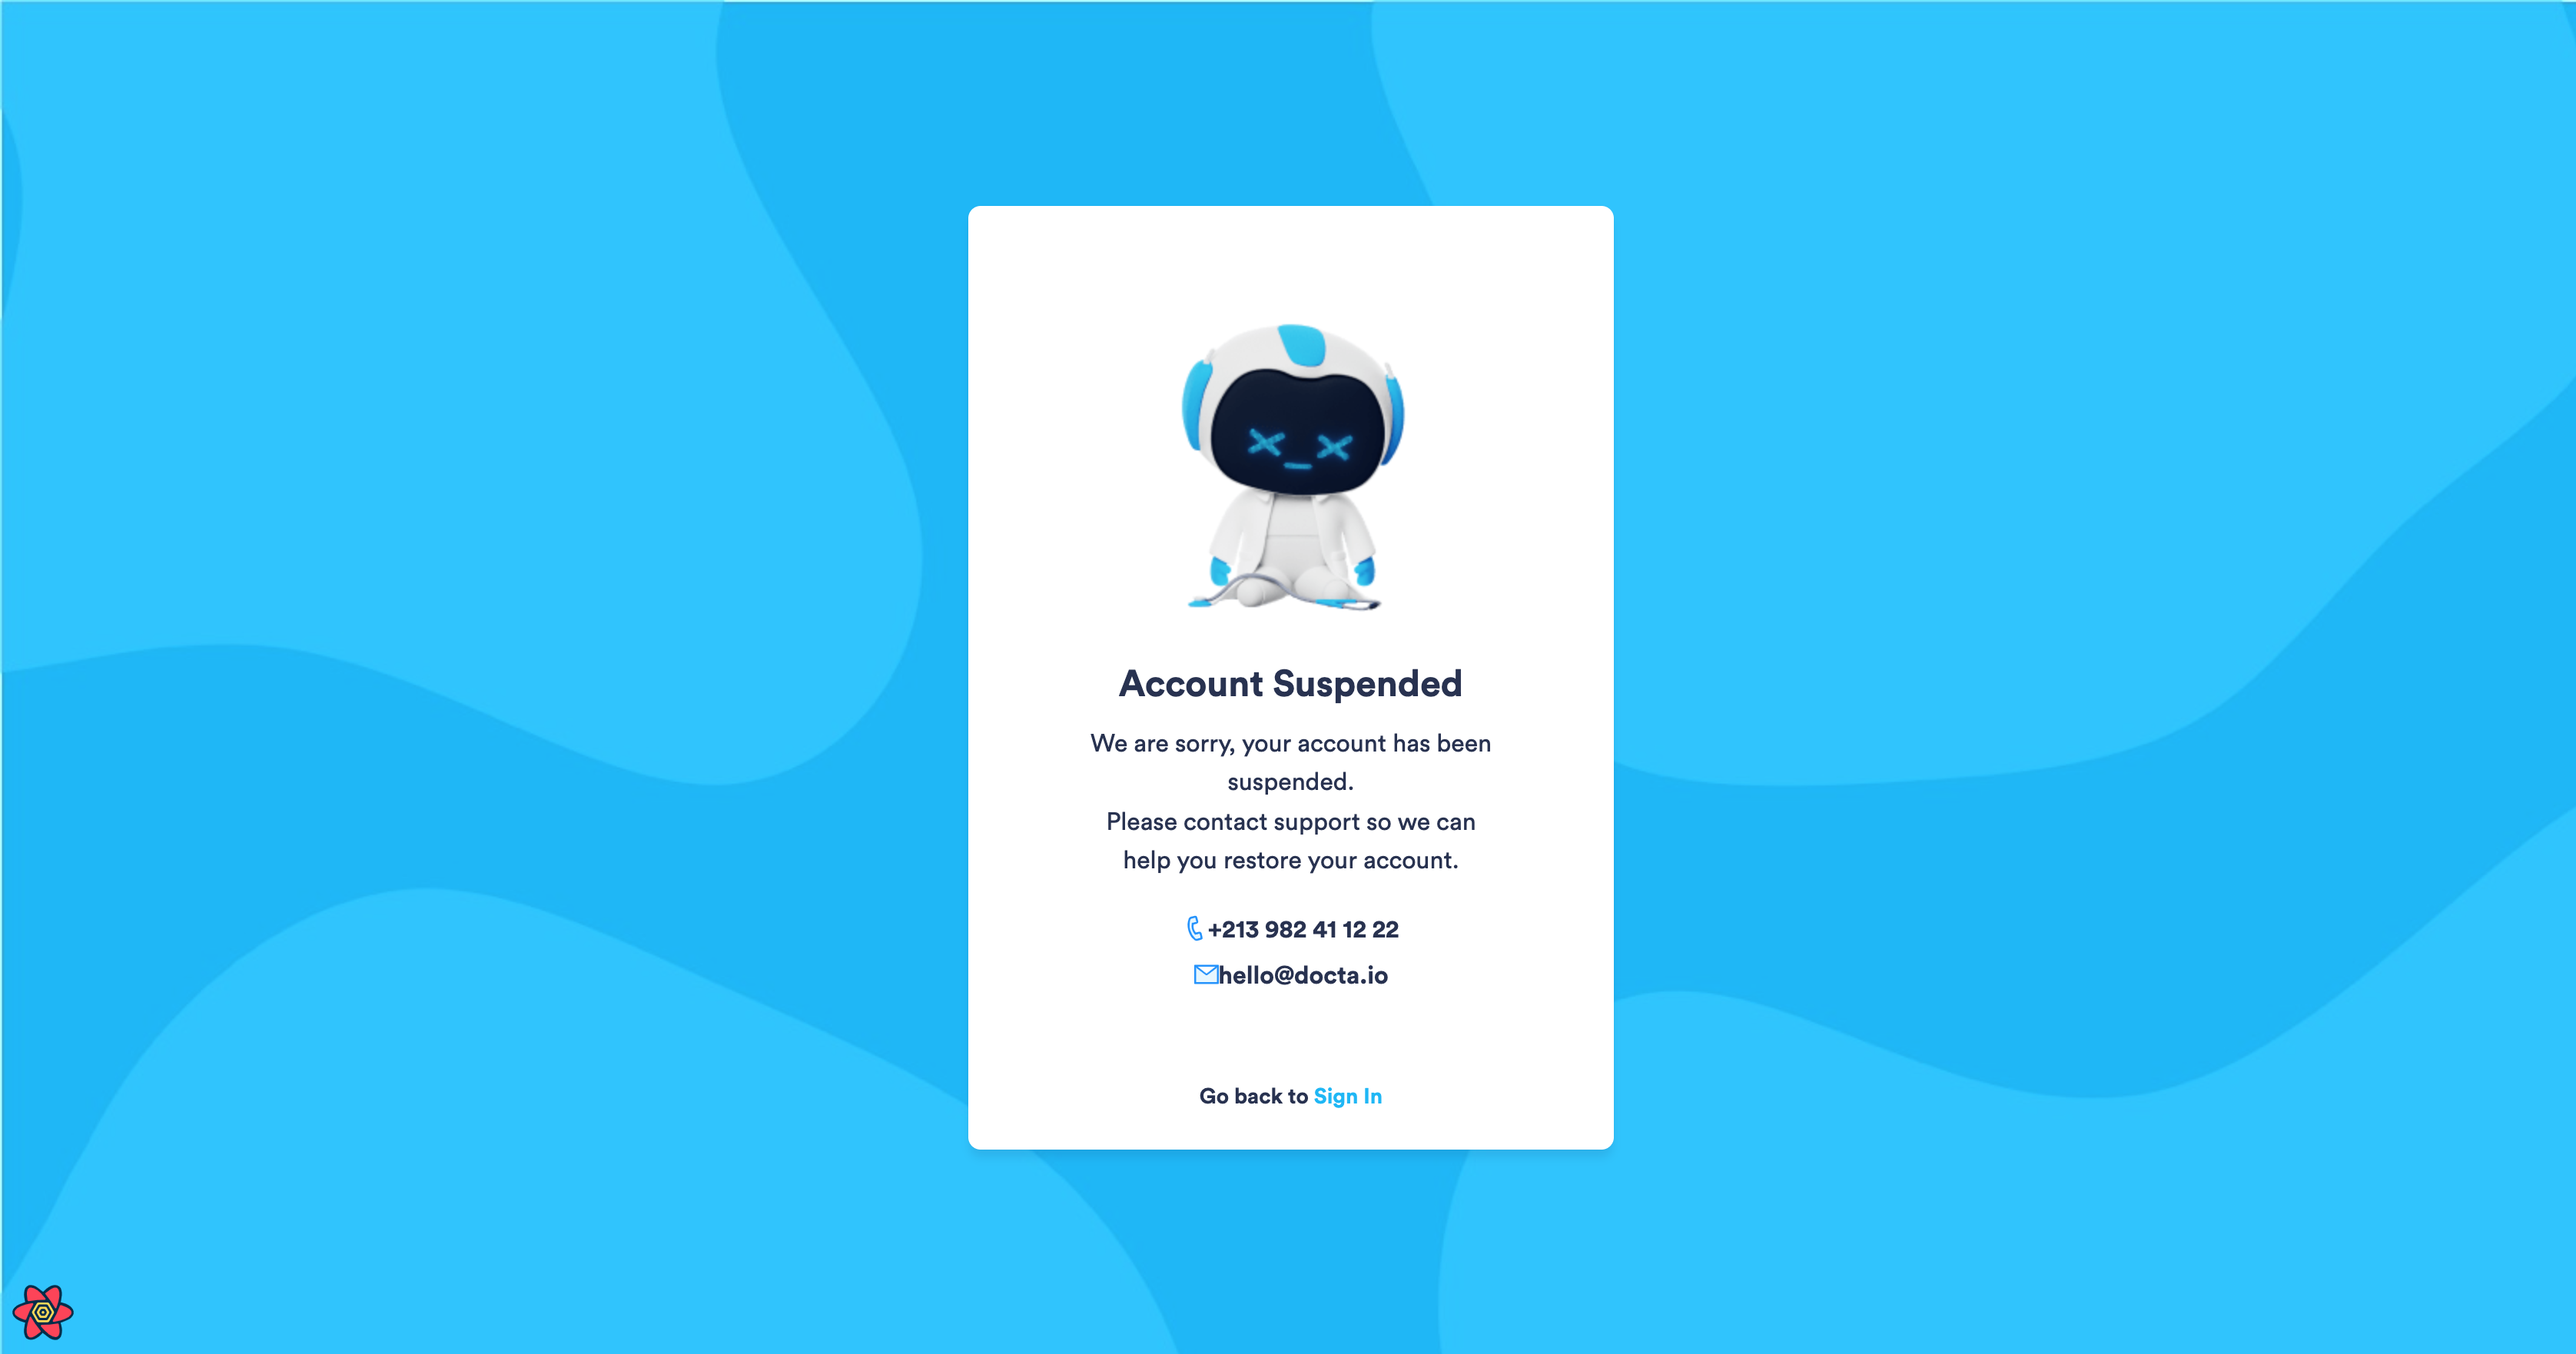 Account Suspended
We are sorry, your account has been
suspended.
Please contact support so we can
help you restore your account.
+213 982 41 12 22
hello@docta.io
Go back to Sign In